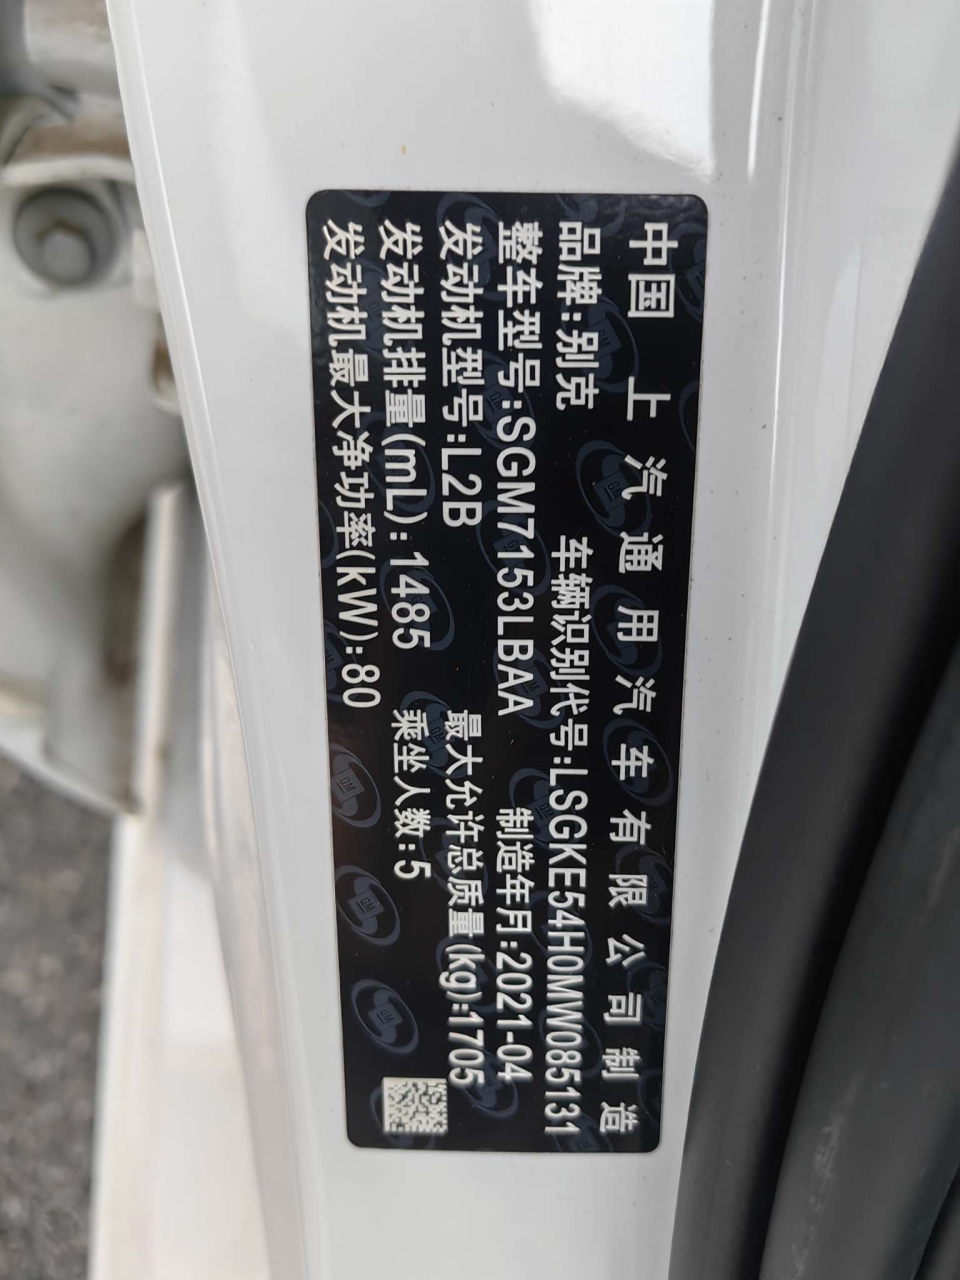 中国 上汽通用汽车有限公司制造
品牌:别克 车辆识别代号:LSGKE54H0MW085131
整车型号:SGM7153LBAA 制造年月:2021-04
发动机型号:L2B 最大允许总质量(kg):1705
发动机排量(mL):1485 乘坐人数:5
发动机最大净功率(kW):80